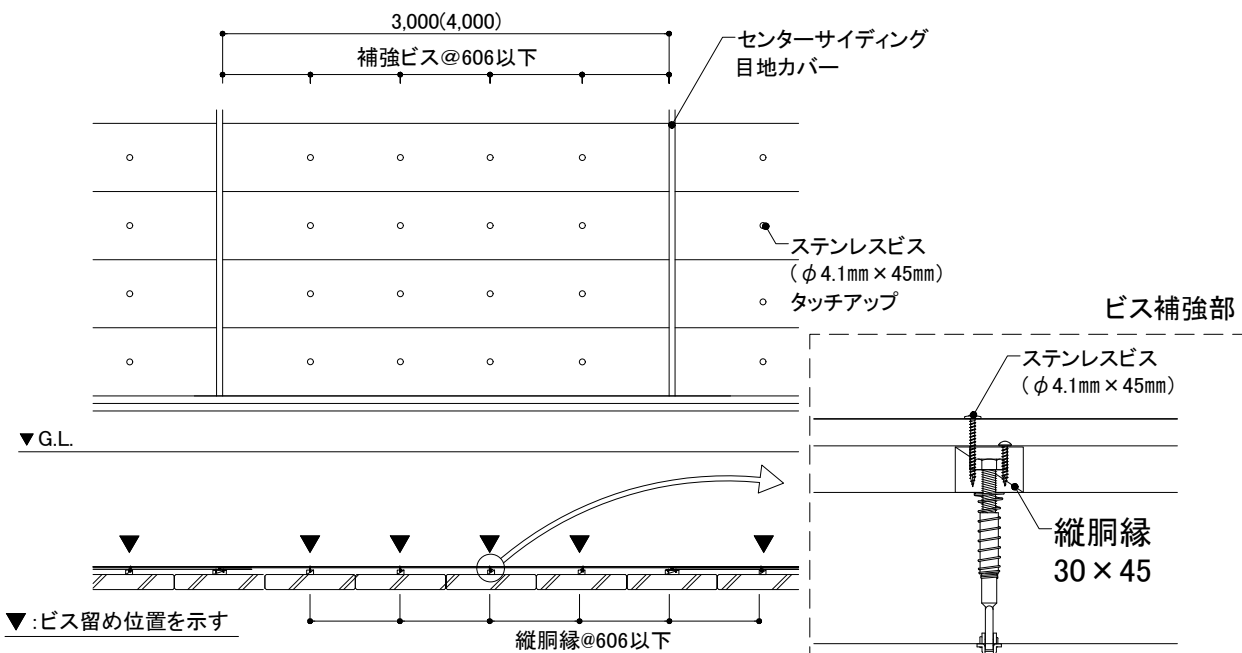 3,000(4,000)
補強ビス@606以下
センターサイディング
目地カバー
ステンレスビス
（φ4.1mm×45mm）
タッチアップ
ビス補強部
ステンレスビス
（φ4.1mm×45mm）
▼G.L.
縦胴縁
30×45
▼:ビス留め位置を示す
縦胴縁@606以下